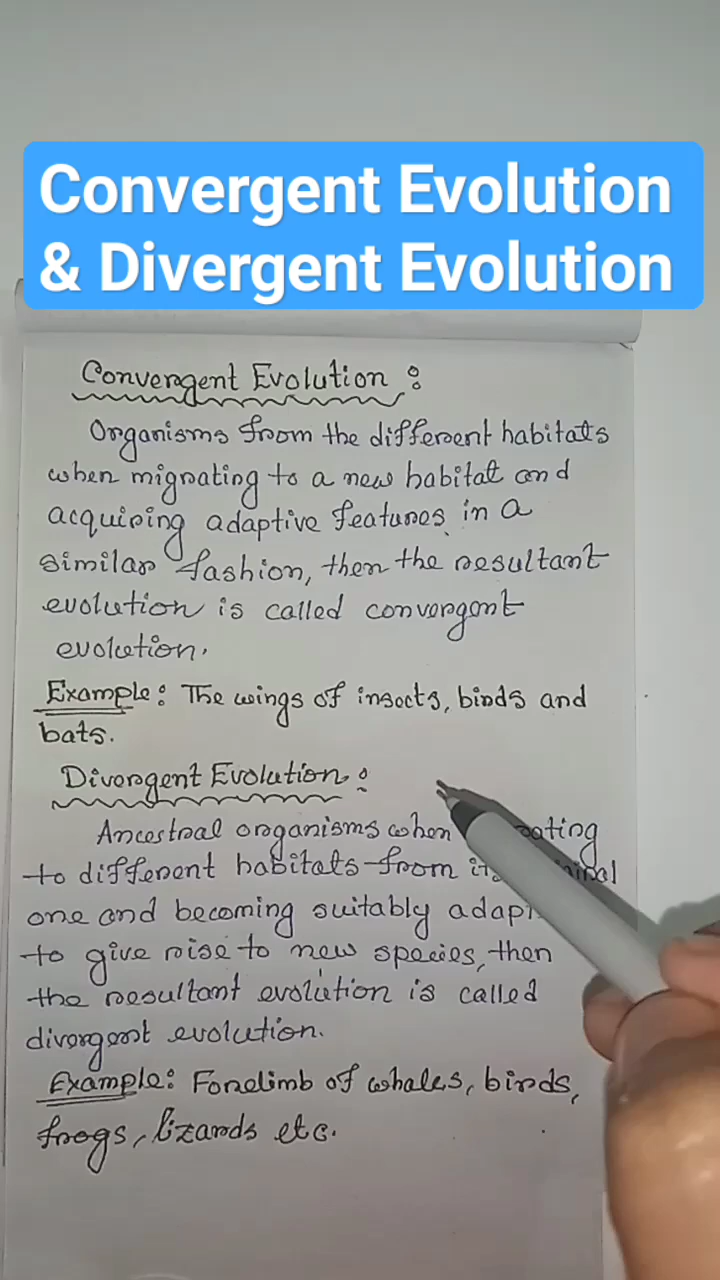 Convergent Evolution
& Divergent Evolution
Convergent Evolution :
Organisms from the different habitats
when migrating to a new habitat and
acquiring adaptive features in a
similar fashion, then the resultant
evolution is called convergent
evolution.
Example: The wings of insects, birds and
bats.
Divergent Evolution :
Ancestral organisms when
to different habitats from
one and becoming suitably
to give rise to new species, then
the resultant evolution is called
divergent evolution.
Example: Forelimb of whales, birds,
frogs, lizards etc.